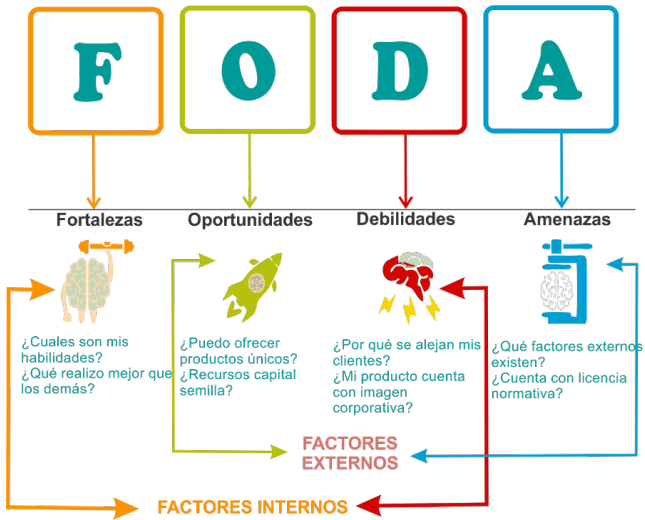 F O D A
Fortalezas
Oportunidades
Debilidades
Amenazas
¿Cuales son mis
habilidades?
¿Qué realizo mejor que
los demás?
¿Puedo ofrecer
productos únicos?
¿Recursos capital
semilla?
¿Por qué se alejan mis
clientes?
¿Mi producto cuenta
con imagen
corporativa?
¿Qué factores externos
existen?
¿Cuenta con licencia
normativa?
FACTORES
EXTERNOS
FACTORES INTERNOS